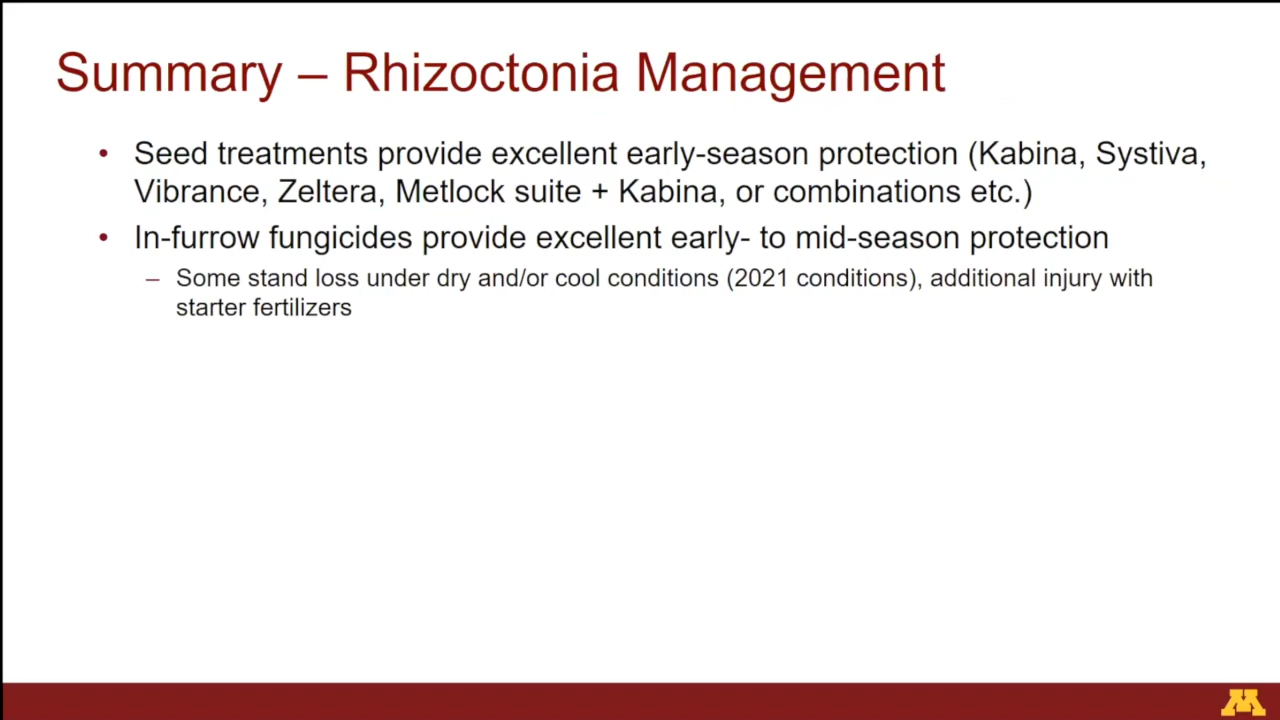 Summary – Rhizoctonia Management
• Seed treatments provide excellent early-season protection (Kabina, Systiva,
Vibrance, Zeltera, Metlock suite + Kabina, or combinations etc.)
• In-furrow fungicides provide excellent early- to mid-season protection
– Some stand loss under dry and/or cool conditions (2021 conditions), additional injury with
starter fertilizers
M